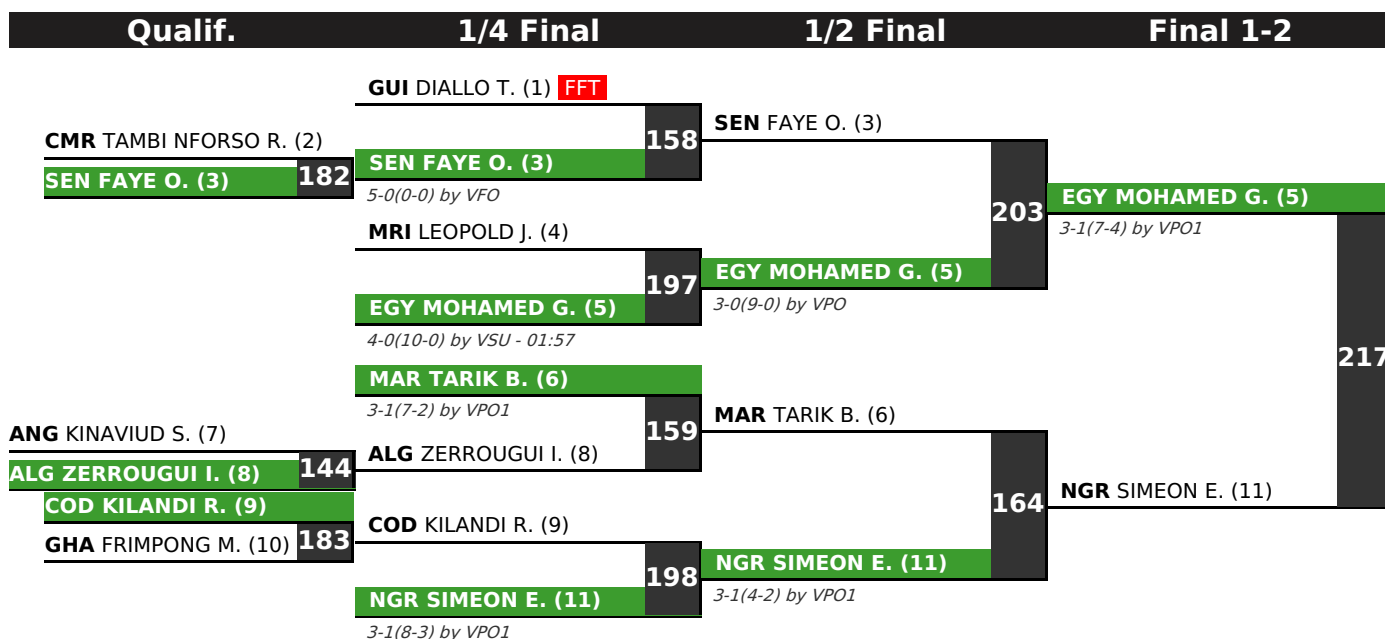 Qualif. 1/4 Final 1/2 Final Final 1-2
GUI DIALLO T. (1) FFT
CMR TAMBI NFORSO R. (2)
SEN FAYE O. (3)
182
158
SEN FAYE O. (3)
5-0(0-0) by VFO
MRI LEOPOLD J. (4)
197
EGY MOHAMED G. (5)
4-0(10-0) by VSU - 01:57
MAR TARIK B. (6)
3-1(7-2) by VPO1
ANG KINAVIUD S. (7)
ALG ZERROUGUI I. (8)
144
159
ALG ZERROUGUI I. (8)
COD KILANDI R. (9)
GHA FRIMPONG M. (10)
183
COD KILANDI R. (9)
198
NGR SIMEON E. (11)
3-1(8-3) by VPO1
SEN FAYE O. (3)
203
EGY MOHAMED G. (5)
3-0(9-0) by VPO
MAR TARIK B. (6)
164
NGR SIMEON E. (11)
3-1(4-2) by VPO1
EGY MOHAMED G. (5)
3-1(7-4) by VPO1
217
NGR SIMEON E. (11)